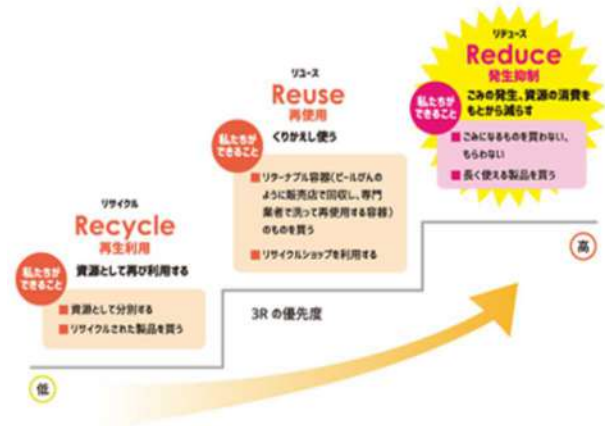 リデュース
Reduce
発生抑制
私たちが
できること
ごみの発生、資源の消費を
もとから減らす
■ ごみになるものを買わない、
もらわない
■ 長く使える製品を買う
リユース
Reuse
再使用
私たちが
できること
くりかえし使う
■ リターナブル容器(ビールびんの
ように販売店で回収し、専門
業者で洗って再使用する容器)
のものを買う
■ リサイクルショップを利用する
リサイクル
Recycle
再生利用
私たちが
できること
資源として再び利用する
■ 資源として分別する
■ リサイクルされた製品を買う
3Rの優先度
高
低